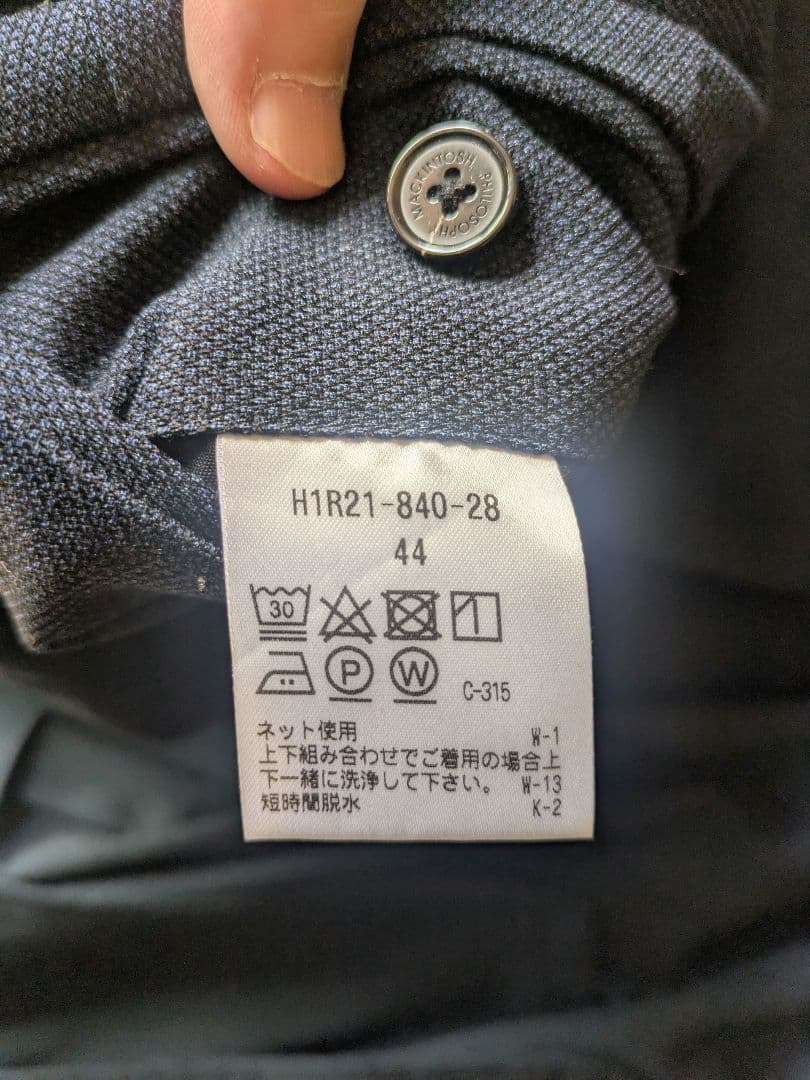 MACKINTOSH PHILOSOPHY
H1R21-840-28
44
30
P W C-315
ネット使用 W-1
上下組み合わせでご着用の場合上
下一緒に洗浄して下さい。 W-13
短時間脱水 K-2